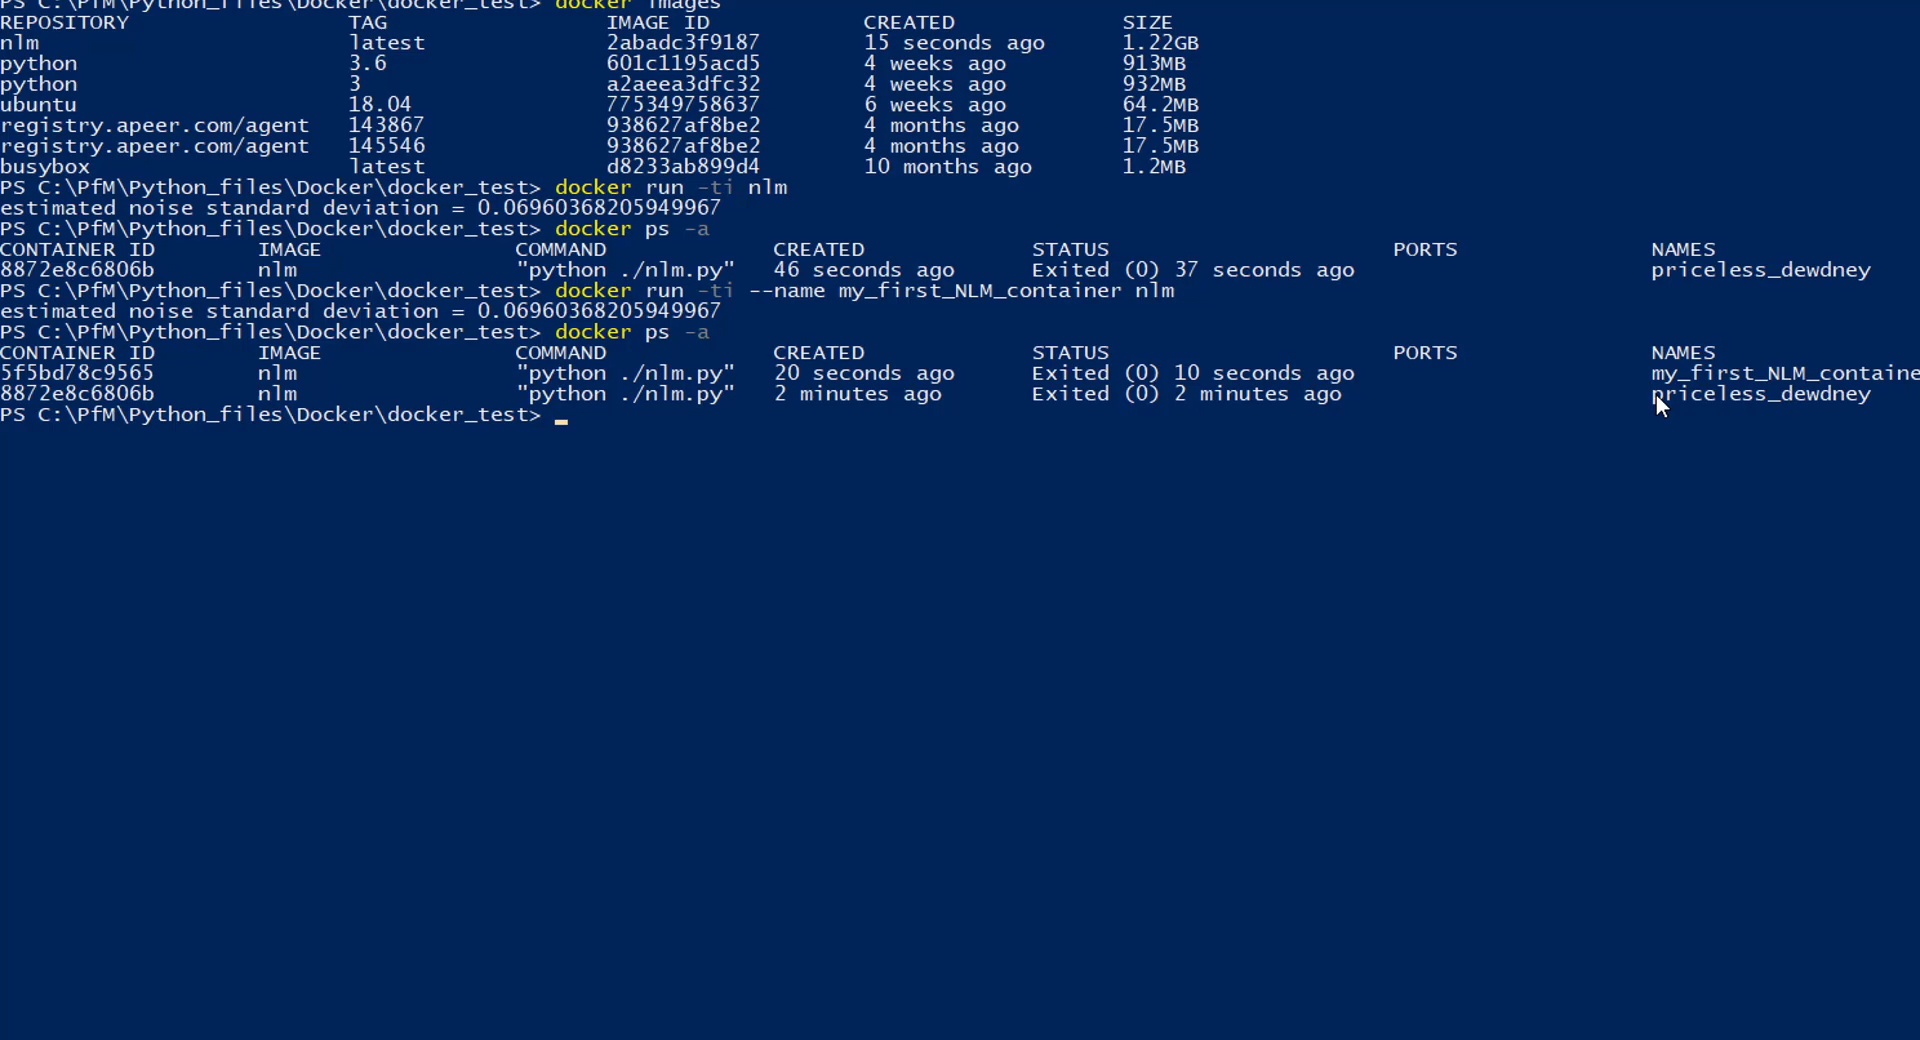 PS C:\PfM\Python_files\Docker\docker_test> docker images
REPOSITORY TAG IMAGE ID CREATED SIZE
nlm latest 2abadc3f9187 15 seconds ago 1.22GB
python 3.6 601c1195acd5 4 weeks ago 913MB
python 3 a2aeea3dfc32 4 weeks ago 932MB
ubuntu 18.04 775349758637 6 weeks ago 64.2MB
registry.apeer.com/agent 143867 938627af8be2 4 months ago 17.5MB
registry.apeer.com/agent 145546 938627af8be2 4 months ago 17.5MB
busybox latest d8233ab899d4 10 months ago 1.2MB
PS C:\PfM\Python_files\Docker\docker_test> docker run -ti nlm
estimated noise standard deviation = 0.06960368205949967
PS C:\PfM\Python_files\Docker\docker_test> docker ps -a
CONTAINER ID IMAGE COMMAND CREATED STATUS PORTS NAMES
8872e8c6806b nlm "python ./nlm.py" 46 seconds ago Exited (0) 37 seconds ago priceless_dewdney
PS C:\PfM\Python_files\Docker\docker_test> docker run -ti --name my_first_NLM_container nlm
estimated noise standard deviation = 0.06960368205949967
PS C:\PfM\Python_files\Docker\docker_test> docker ps -a
CONTAINER ID IMAGE COMMAND CREATED STATUS PORTS NAMES
5f5bd78c9565 nlm "python ./nlm.py" 20 seconds ago Exited (0) 10 seconds ago my_first_NLM_containe
8872e8c6806b nlm "python ./nlm.py" 2 minutes ago Exited (0) 2 minutes ago priceless_dewdney
PS C:\PfM\Python_files\Docker\docker_test>